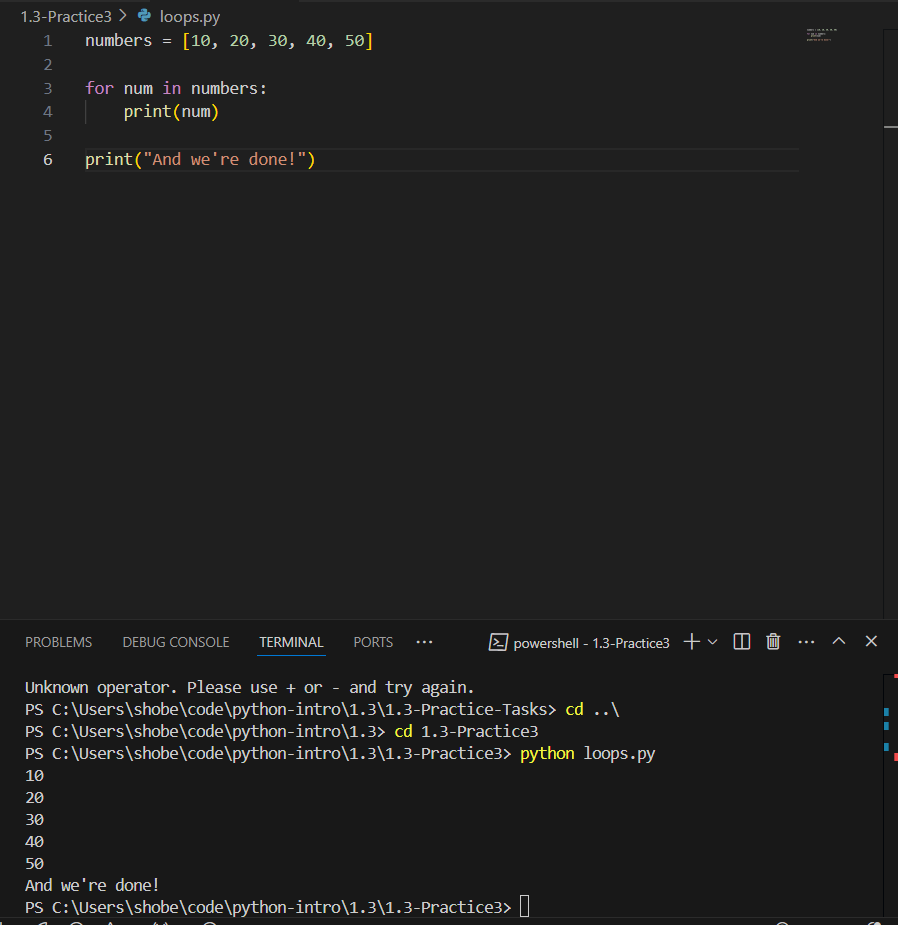 1.3-Practice3 > loops.py
1 numbers = [10, 20, 30, 40, 50]
2
3 for num in numbers:
4     print(num)
5
6 print("And we're done!")
PROBLEMS DEBUG CONSOLE TERMINAL PORTS ··· powershell - 1.3-Practice3
Unknown operator. Please use + or - and try again.
PS C:\Users\shobe\code\python-intro\1.3\1.3-Practice-Tasks> cd ..\
PS C:\Users\shobe\code\python-intro\1.3> cd 1.3-Practice3
PS C:\Users\shobe\code\python-intro\1.3\1.3-Practice3> python loops.py
10
20
30
40
50
And we're done!
PS C:\Users\shobe\code\python-intro\1.3\1.3-Practice3>